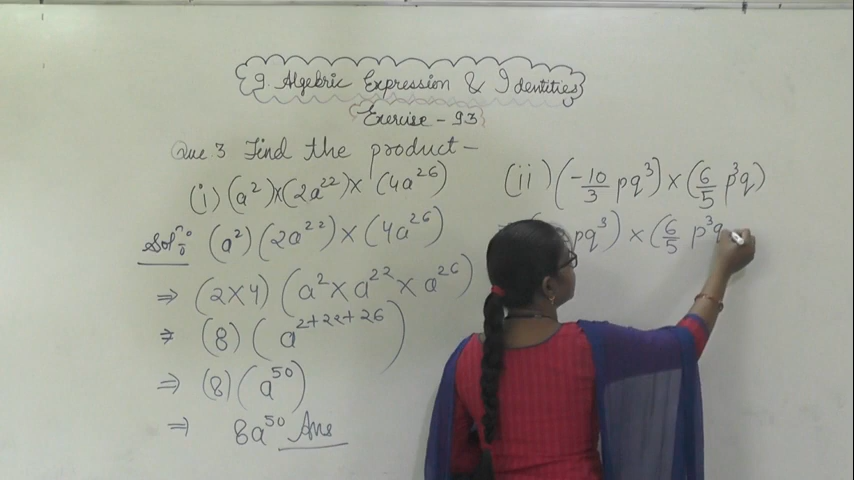 9. Algebric Expression & Identities
Exercise - 9.3
Que. 3 Find the product -
(i) (a²)×(2a²²)× (4a²⁶)
Solⁿ:
(a²) (2a²²) × (4a²⁶)
⇒ (2×4) (a² × a²² × a²⁶)
⇒ (8) (a²⁺²²⁺²⁶)
⇒ (8) (a⁵⁰)
⇒ 8a⁵⁰ Ans
(ii) (-10/3 pq³) × (6/5 p³q)
pq³) × (6/5 p³q